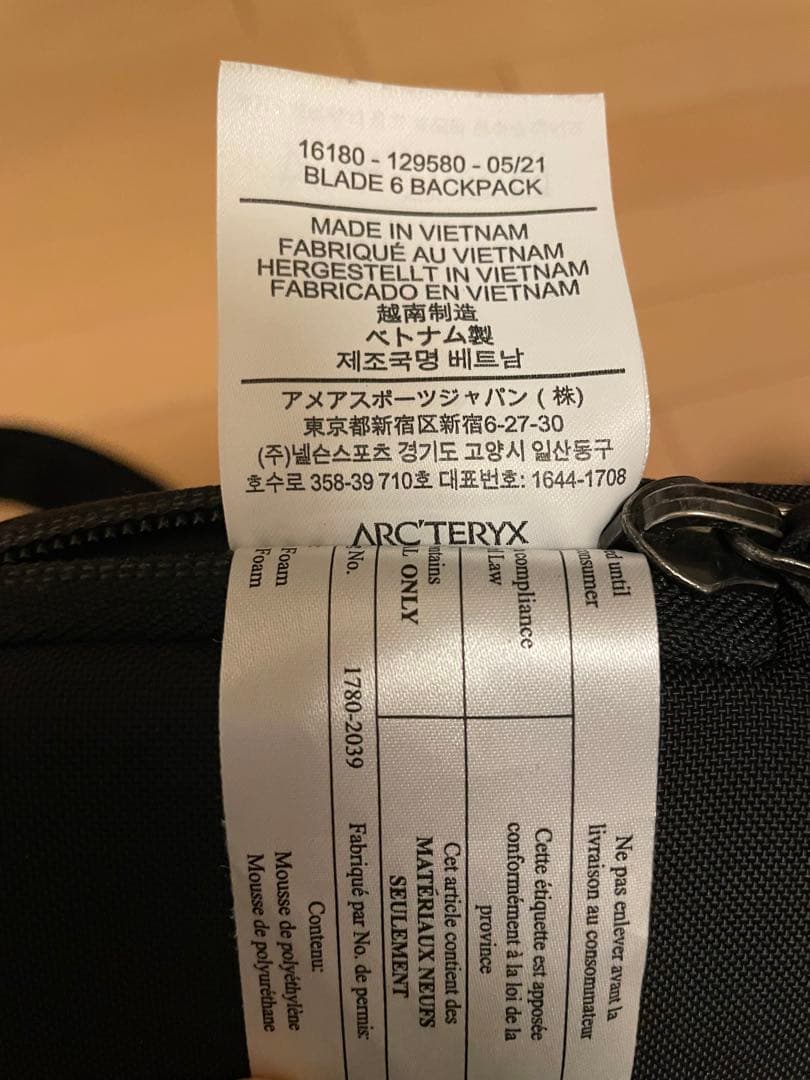 16180 - 129580 - 05/21
BLADE 6 BACKPACK
MADE IN VIETNAM
FABRIQUÉ AU VIETNAM
HERGESTELLT IN VIETNAM
FABRICADO EN VIETNAM
越南制造
ベトナム製
제조국명 베트남
アメアスポーツジャパン ( 株)
東京都新宿区新宿6-27-30
(주)넬슨스포츠 경기도 고양시 일산동구
호수로 358-39 710호 대표번호: 1644-1708
ARC'TERYX
until
compliance
Law
ONLY
No.
Foam
Foam
1780-2039
Ne pas enlever avant la
livraison au consommateur
Cette étiquette est apposée
conformément à la loi de la
province
Cet article contient des
MATÉRIAUX NEUFS
SEULEMENT
Fabriqué par No. de permis:
Contenu:
Mousse de polyéthylène
Mousse de polyuréthane